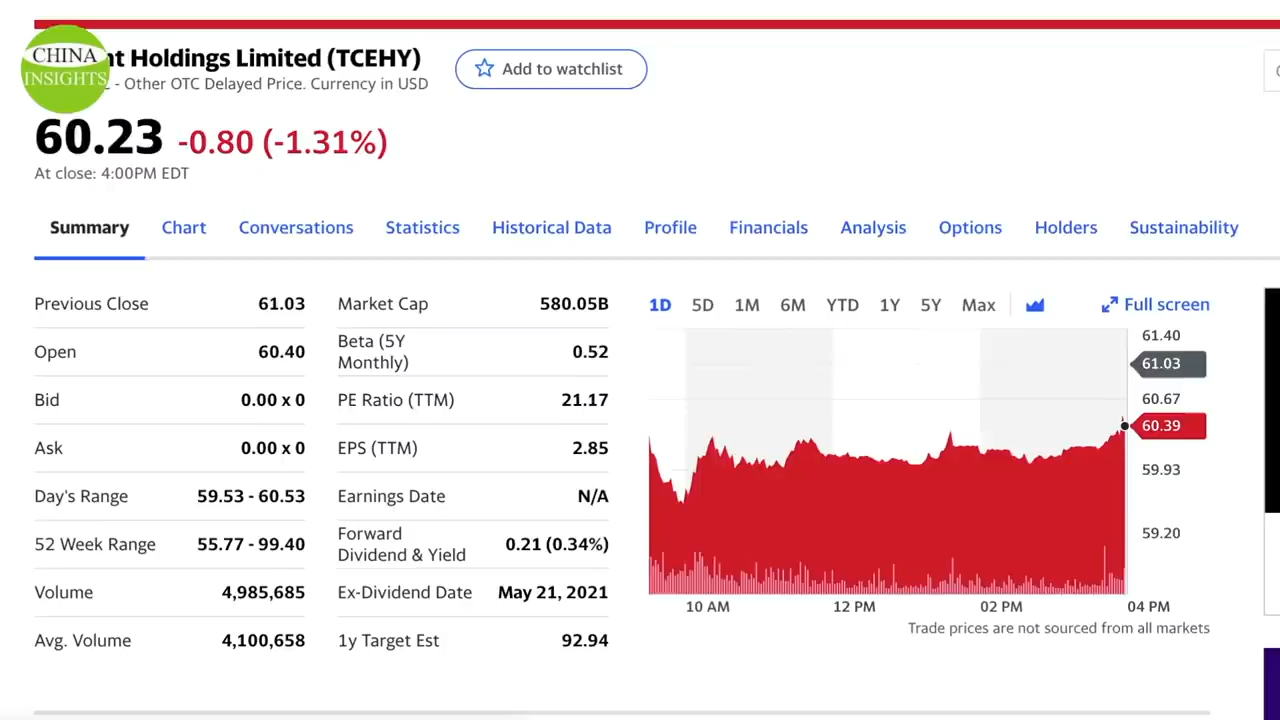 CHINA
INSIGHTS
nt Holdings Limited (TCEHY)
- Other OTC Delayed Price. Currency in USD
Add to watchlist
60.23 -0.80 (-1.31%)
At close: 4:00PM EDT
Summary Chart Conversations Statistics Historical Data Profile Financials Analysis Options Holders Sustainability
Previous Close 61.03
Open 60.40
Bid 0.00 x 0
Ask 0.00 x 0
Day's Range 59.53 - 60.53
52 Week Range 55.77 - 99.40
Volume 4,985,685
Avg. Volume 4,100,658
Market Cap 580.05B
Beta (5Y
Monthly) 0.52
PE Ratio (TTM) 21.17
EPS (TTM) 2.85
Earnings Date N/A
Forward
Dividend & Yield 0.21 (0.34%)
Ex-Dividend Date May 21, 2021
1y Target Est 92.94
1D 5D 1M 6M YTD 1Y 5Y Max Full screen
61.40
61.03
60.67
60.39
59.93
59.20
10 AM 12 PM 02 PM 04 PM
Trade prices are not sourced from all markets